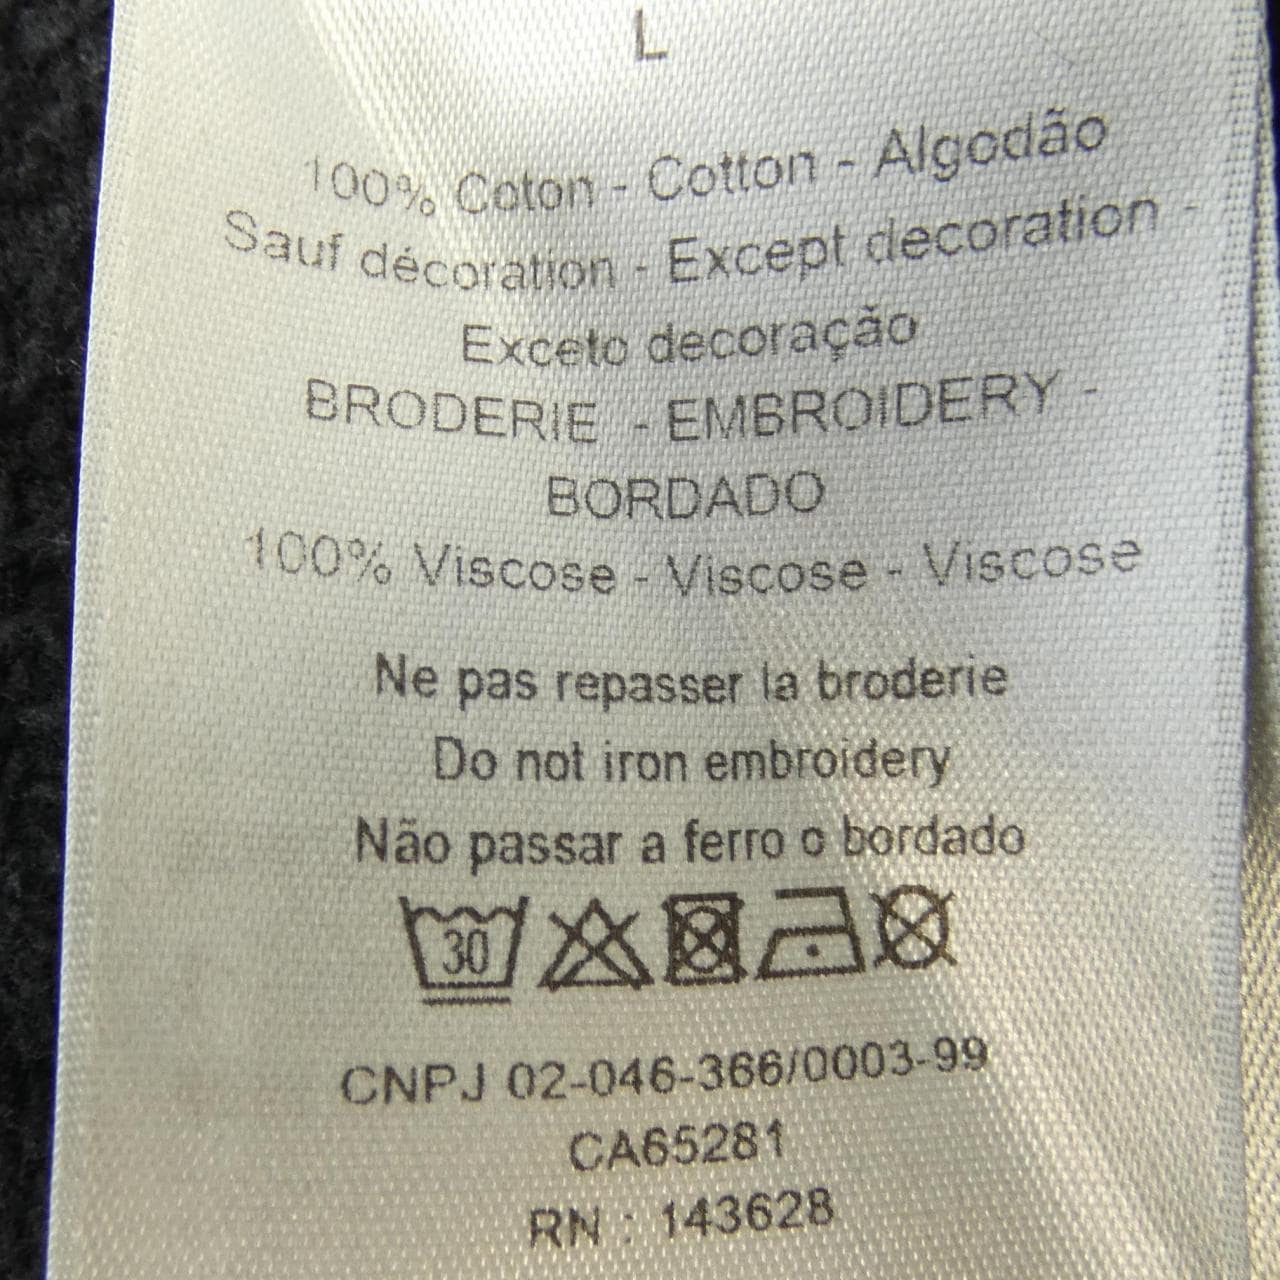 L
100% Coton - Cotton - Algodão
Sauf décoration - Except decoration -
Exceto decoração
BRODERIE - EMBROIDERY -
BORDADO
100% Viscose - Viscose - Viscose
Ne pas repasser la broderie
Do not iron embroidery
Não passar a ferro o bordado
30
CNPJ 02-046-366/0003-99
CA65281
RN : 143628